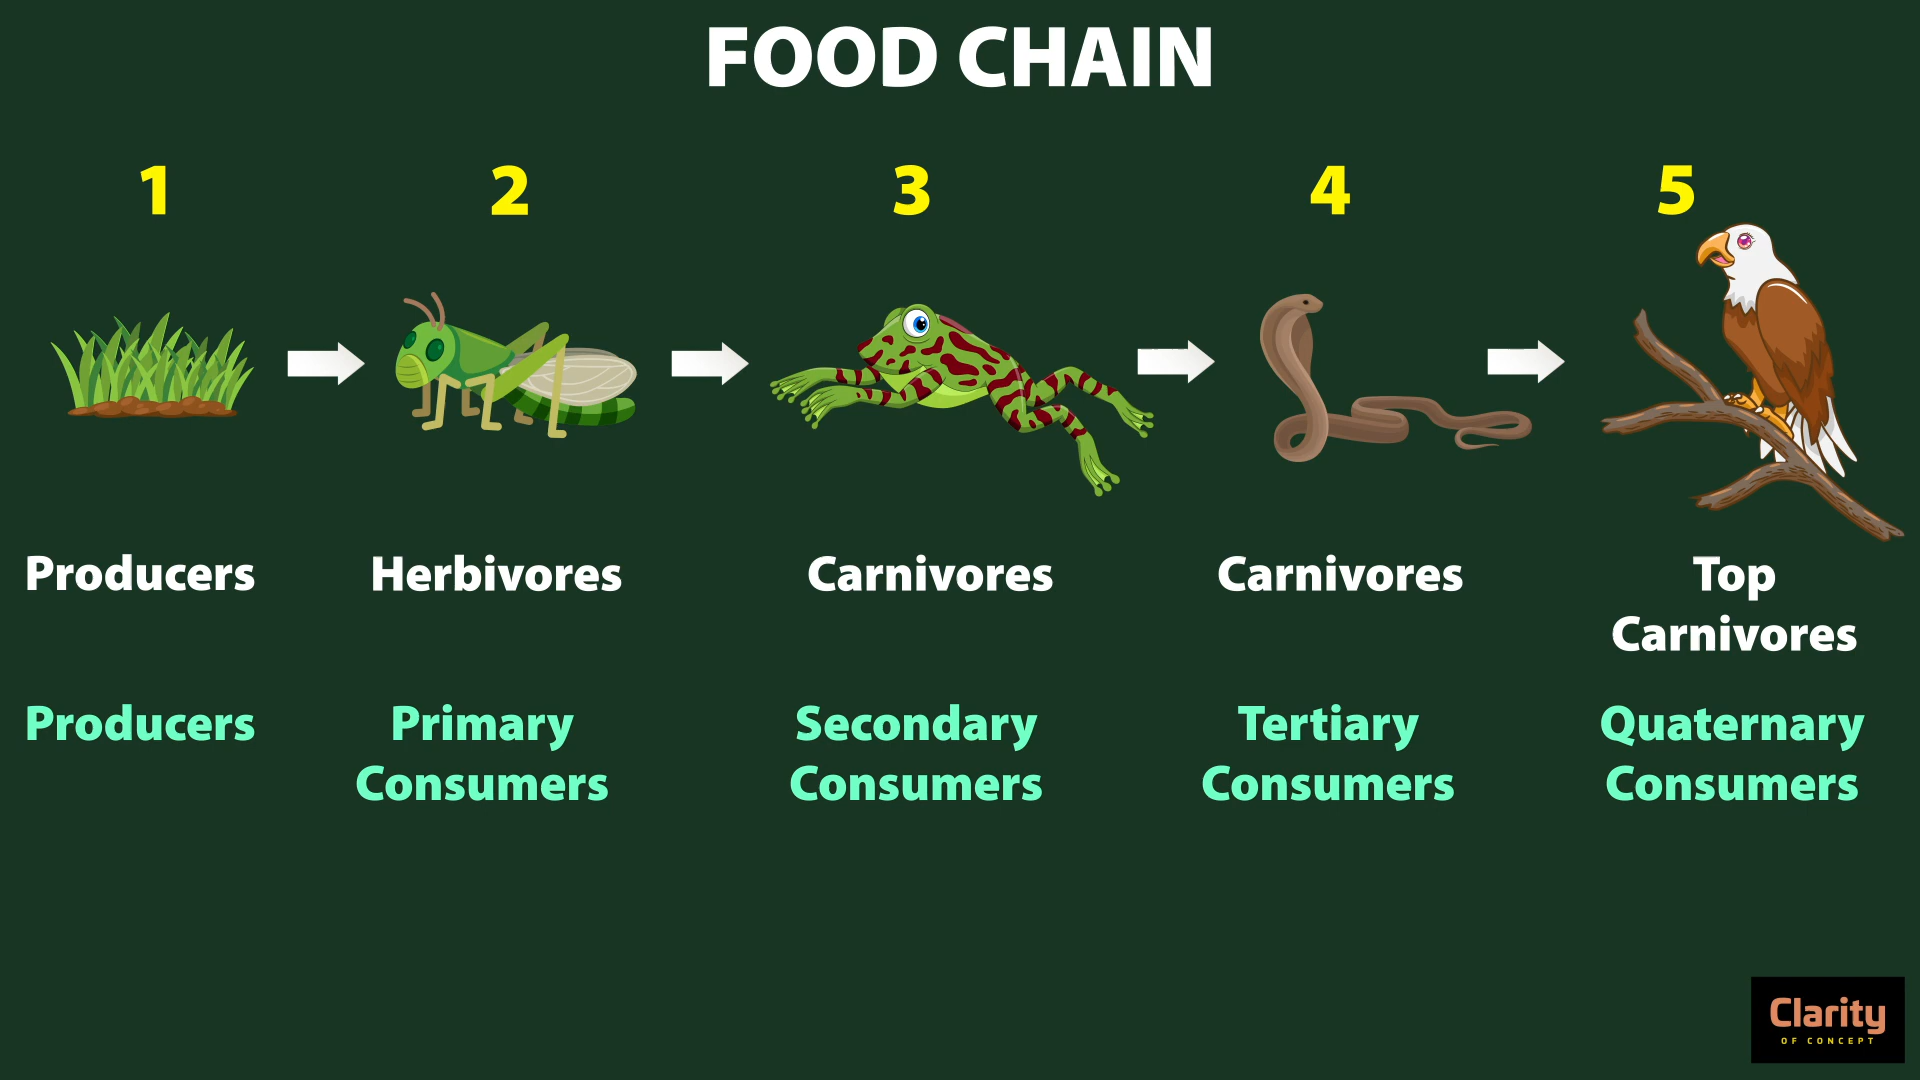 FOOD CHAIN
1 2 3 4 5
Producers Herbivores Carnivores Carnivores Top
Carnivores
Producers Primary Secondary Tertiary Quaternary
Consumers Consumers Consumers Consumers
Clarity
OF CONCEPT